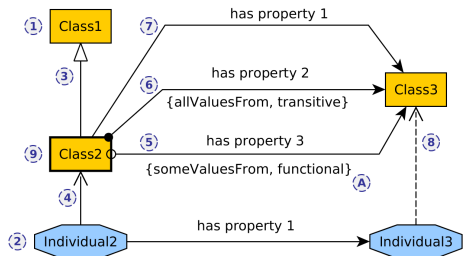 7
has property 1
1
Class1
3
6
has property 2
Class3
{allValuesFrom, transitive}
5
has property 3
8
9
Class2
{someValuesFrom, functional}
A
4
has property 1
2
Individual2
Individual3